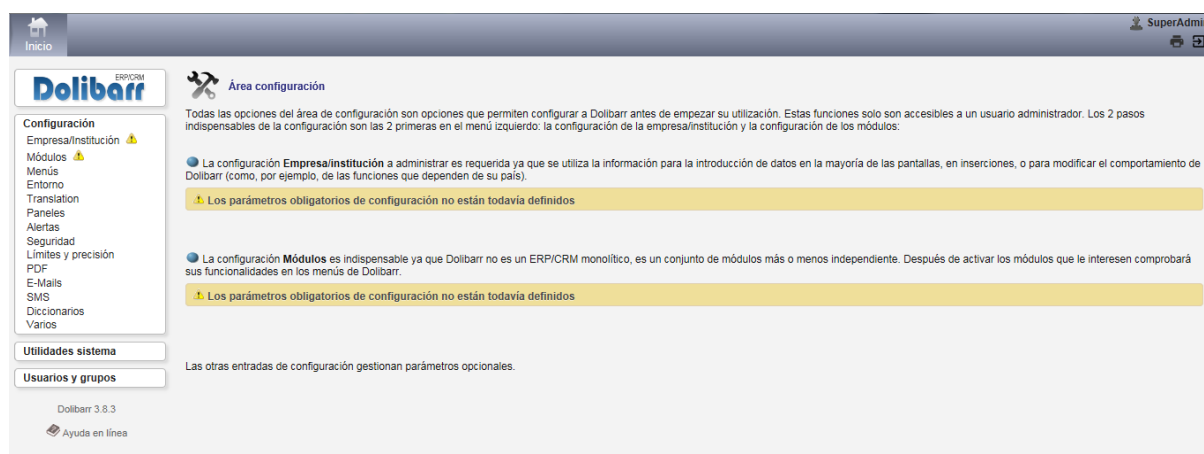 Inicio
SuperAdmi
Dolibarr
ERP/CRM
Configuración
Empresa/Institución
Módulos
Menús
Entorno
Translation
Paneles
Alertas
Seguridad
Límites y precisión
PDF
E-Mails
SMS
Diccionarios
Varios
Utilidades sistema
Usuarios y grupos
Dolibarr 3.8.3
Ayuda en línea
Área configuración
Todas las opciones del área de configuración son opciones que permiten configurar a Dolibarr antes de empezar su utilización. Estas funciones solo son accesibles a un usuario administrador. Los 2 pasos
indispensables de la configuración son las 2 primeras en el menú izquierdo: la configuración de la empresa/institución y la configuración de los módulos:
La configuración Empresa/institución a administrar es requerida ya que se utiliza la información para la introducción de datos en la mayoría de las pantallas, en inserciones, o para modificar el comportamiento de
Dolibarr (como, por ejemplo, de las funciones que dependen de su país).
Los parámetros obligatorios de configuración no están todavía definidos
La configuración Módulos es indispensable ya que Dolibarr no es un ERP/CRM monolítico, es un conjunto de módulos más o menos independiente. Después de activar los módulos que le interesen comprobará
sus funcionalidades en los menús de Dolibarr.
Los parámetros obligatorios de configuración no están todavía definidos
Las otras entradas de configuración gestionan parámetros opcionales.